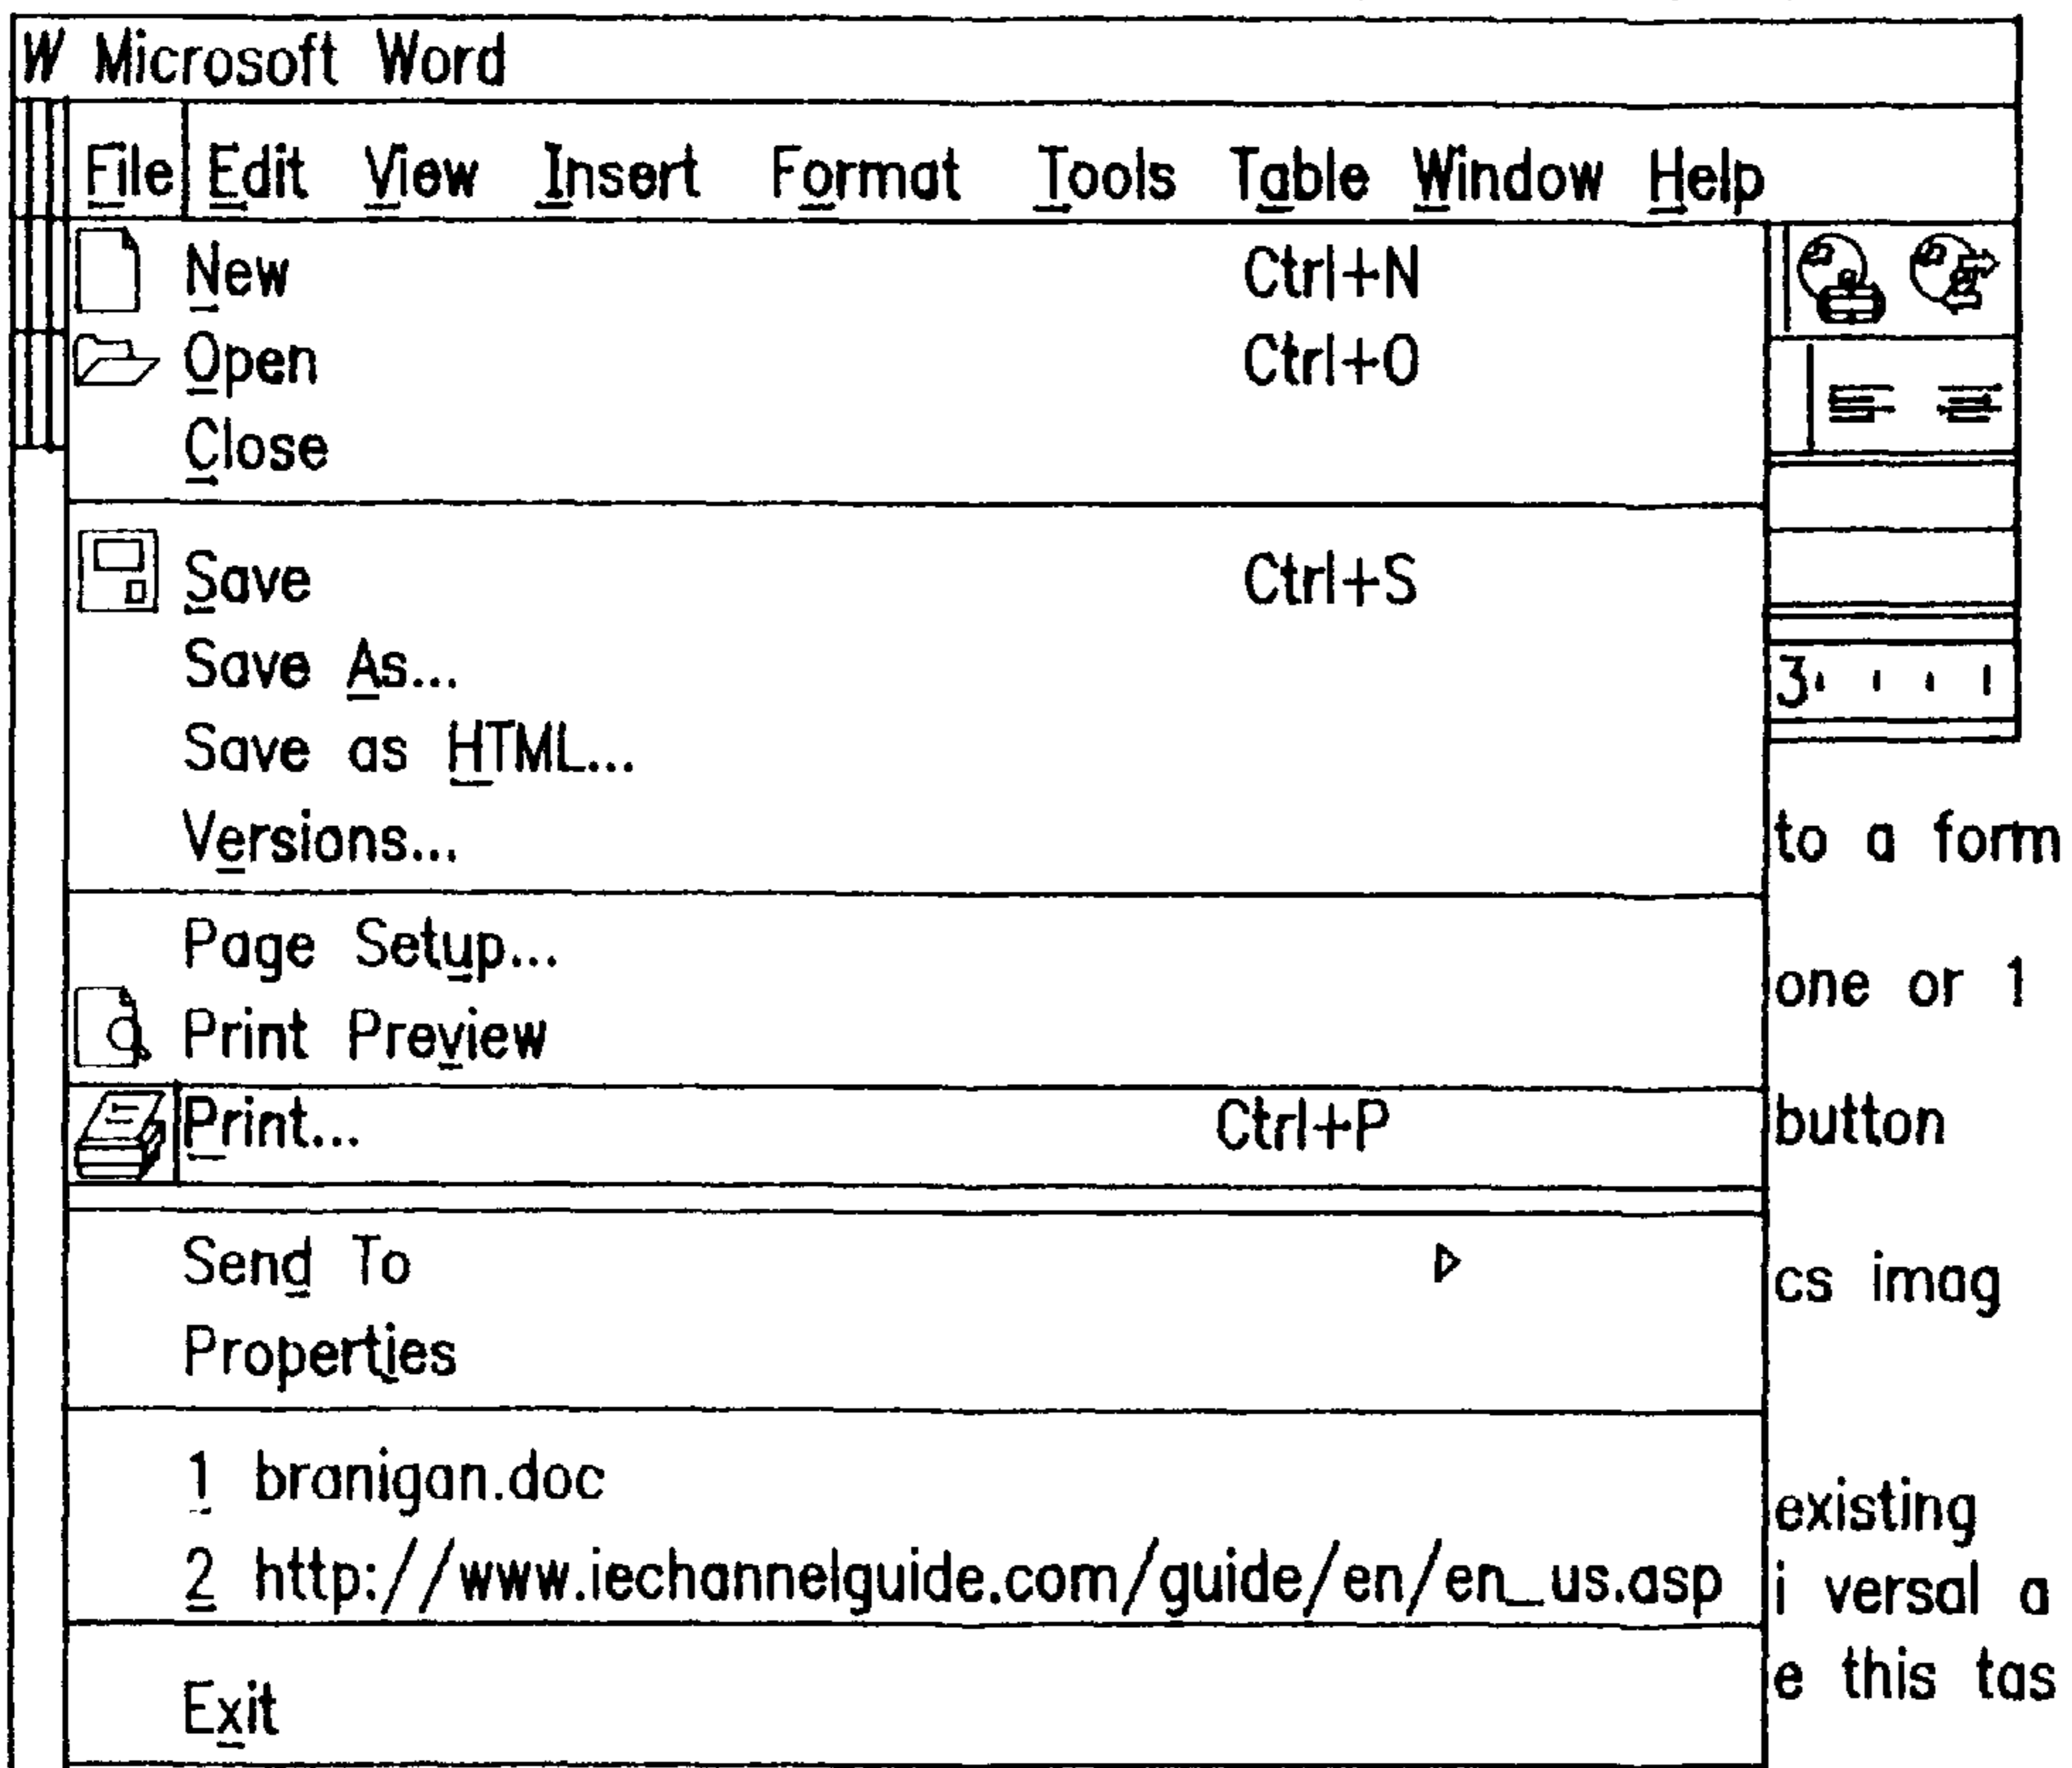 W Microsoft Word
File Edit View Insert Format Tools Table Window Help
New Ctrl+N
Open Ctrl+O
Close
Save Ctrl+S
Save As...
3
Save as HTML...
Versions...
to a form
Page Setup...
one or 1
Print Preview
Print... Ctrl+P
button
Send To
cs imag
Properties
1 branigan.doc
existing
2 http://www.iechannelguide.com/guide/en/en_us.asp
i versal a
e this tas
Exit